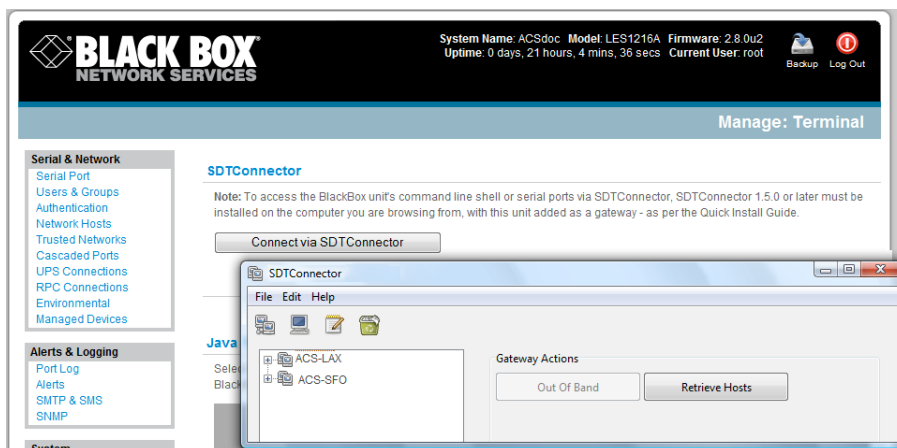 BLACK BOX
NETWORK SERVICES
System Name: ACSdoc Model: LES1216A Firmware: 2.8.0u2
Uptime: 0 days, 21 hours, 4 mins, 36 secs Current User: root
Backup Log Out
Manage: Terminal
Serial & Network
Serial Port
Users & Groups
Authentication
Network Hosts
Trusted Networks
Cascaded Ports
UPS Connections
RPC Connections
Environmental
Managed Devices
Alerts & Logging
Port Log
Alerts
SMTP & SMS
SNMP
System
SDTConnector
Note: To access the BlackBox unit's command line shell or serial ports via SDTConnector, SDTConnector 1.5.0 or later must be
installed on the computer you are browsing from, with this unit added as a gateway - as per the Quick Install Guide.
Connect via SDTConnector
Java
Selec
Black
SDTConnector
File Edit Help
ACS-LAX
ACS-SFO
Gateway Actions
Out Of Band Retrieve Hosts